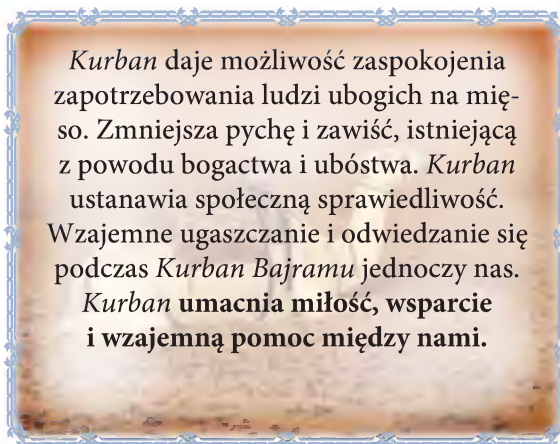 Kurban daje możliwość zaspokojenia
zapotrzebowania ludzi ubogich na mię-
so. Zmniejsza pychę i zawiść, istniejącą
z powodu bogactwa i ubóstwa. Kurban
ustanawia społeczną sprawiedliwość.
Wzajemne ugaszczanie i odwiedzanie się
podczas Kurban Bajramu jednoczy nas.
Kurban umacnia miłość, wsparcie
i wzajemną pomoc między nami.